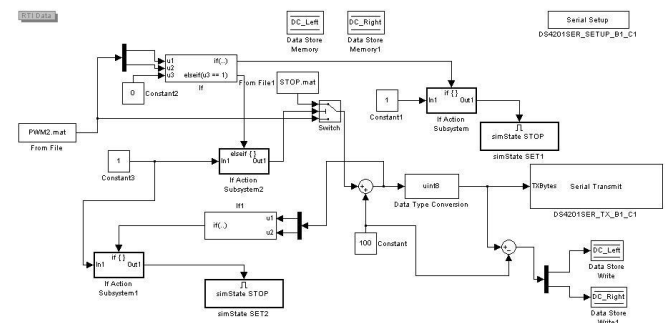 RTI Data
DC_Left
Data Store
Memory
DC_Right
Data Store
Memory1
Serial Setup
DS4201SER_SETUP_B1_C1
u1
u2
u3
if(..)
elseif(u3 == 1)
If
0
Constant2
From File1
STOP.mat
Switch
PWM2.mat
From File
1
Constant1
if { }
In1
Out1
If Action
Subsystem
simState STOP
simState SET1
1
Constant3
elseif { }
In1
Out1
If Action
Subsystem2
uint8
Data Type Conversion
TXBytes
Serial Transmit
DS4201SER_TX_B1_C1
If1
if(..)
u1
u2
100
Constant
if { }
In1
Out1
If Action
Subsystem1
simState STOP
simState SET2
DC_Left
Data Store
Write
DC_Right
Data Store
Write1